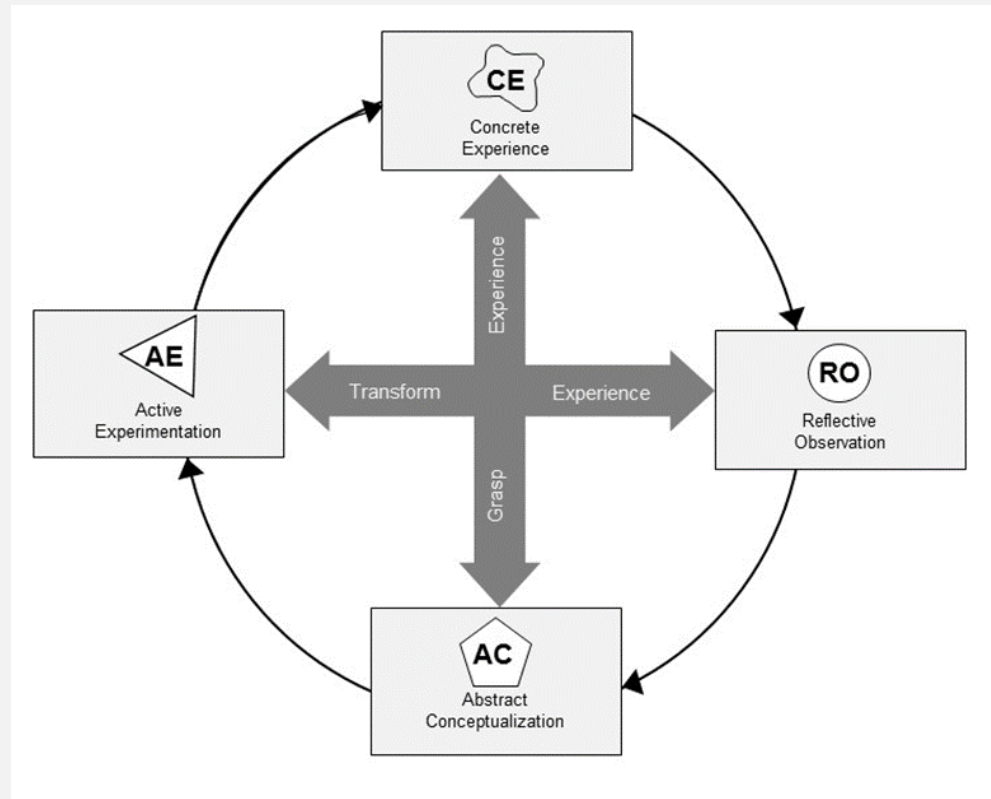 CE
Concrete
Experience
Experience
AE
Active
Experimentation
Transform
Experience
RO
Reflective
Observation
Grasp
AC
Abstract
Conceptualization